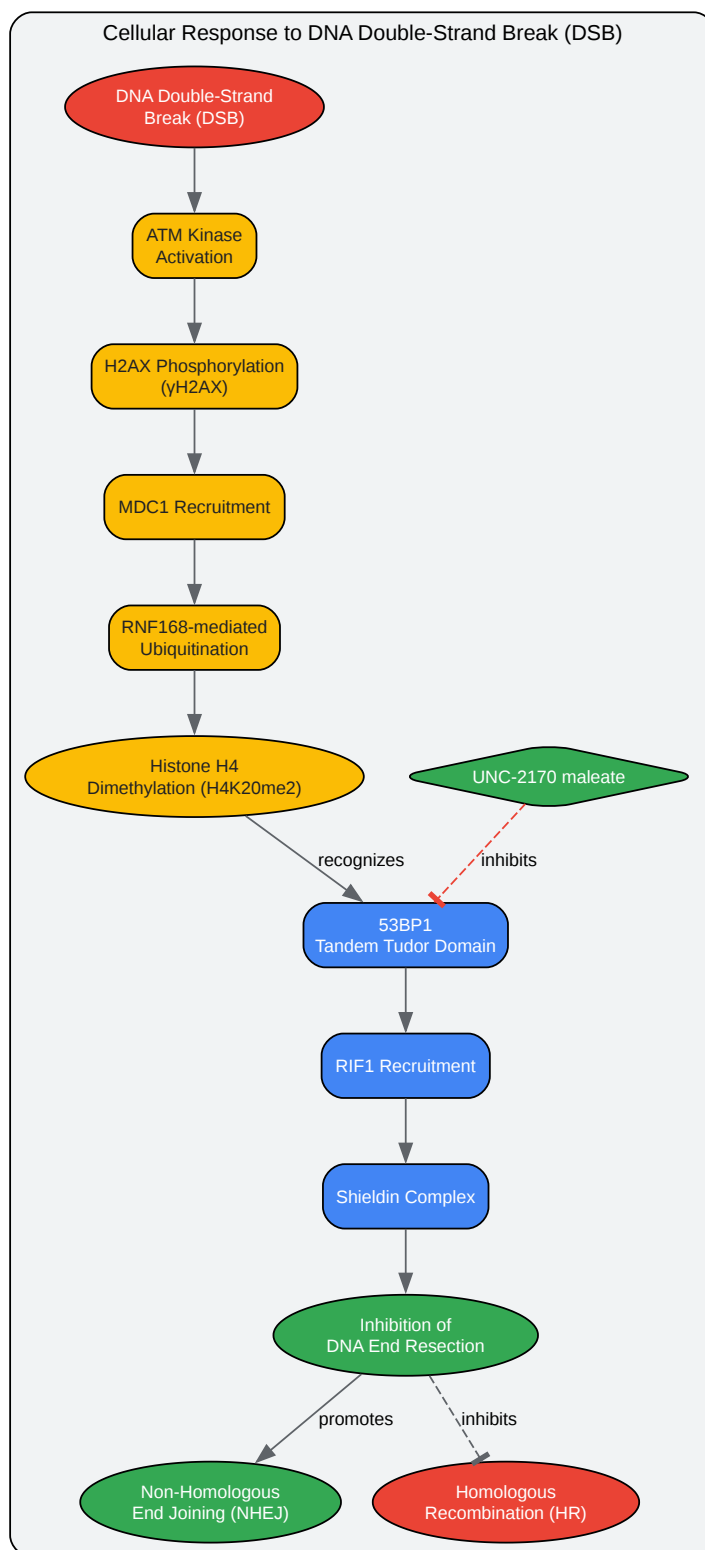 Cellular Response to DNA Double-Strand Break (DSB)
DNA Double-Strand
Break (DSB)
ATM Kinase
Activation
H2AX Phosphorylation
(γH2AX)
MDC1 Recruitment
RNF168-mediated
Ubiquitination
Histone H4
Dimethylation (H4K20me2)
UNC-2170 maleate
recognizes
inhibits
53BP1
Tandem Tudor Domain
RIF1 Recruitment
Shieldin Complex
Inhibition of
DNA End Resection
promotes
inhibits
Non-Homologous
End Joining (NHEJ)
Homologous
Recombination (HR)